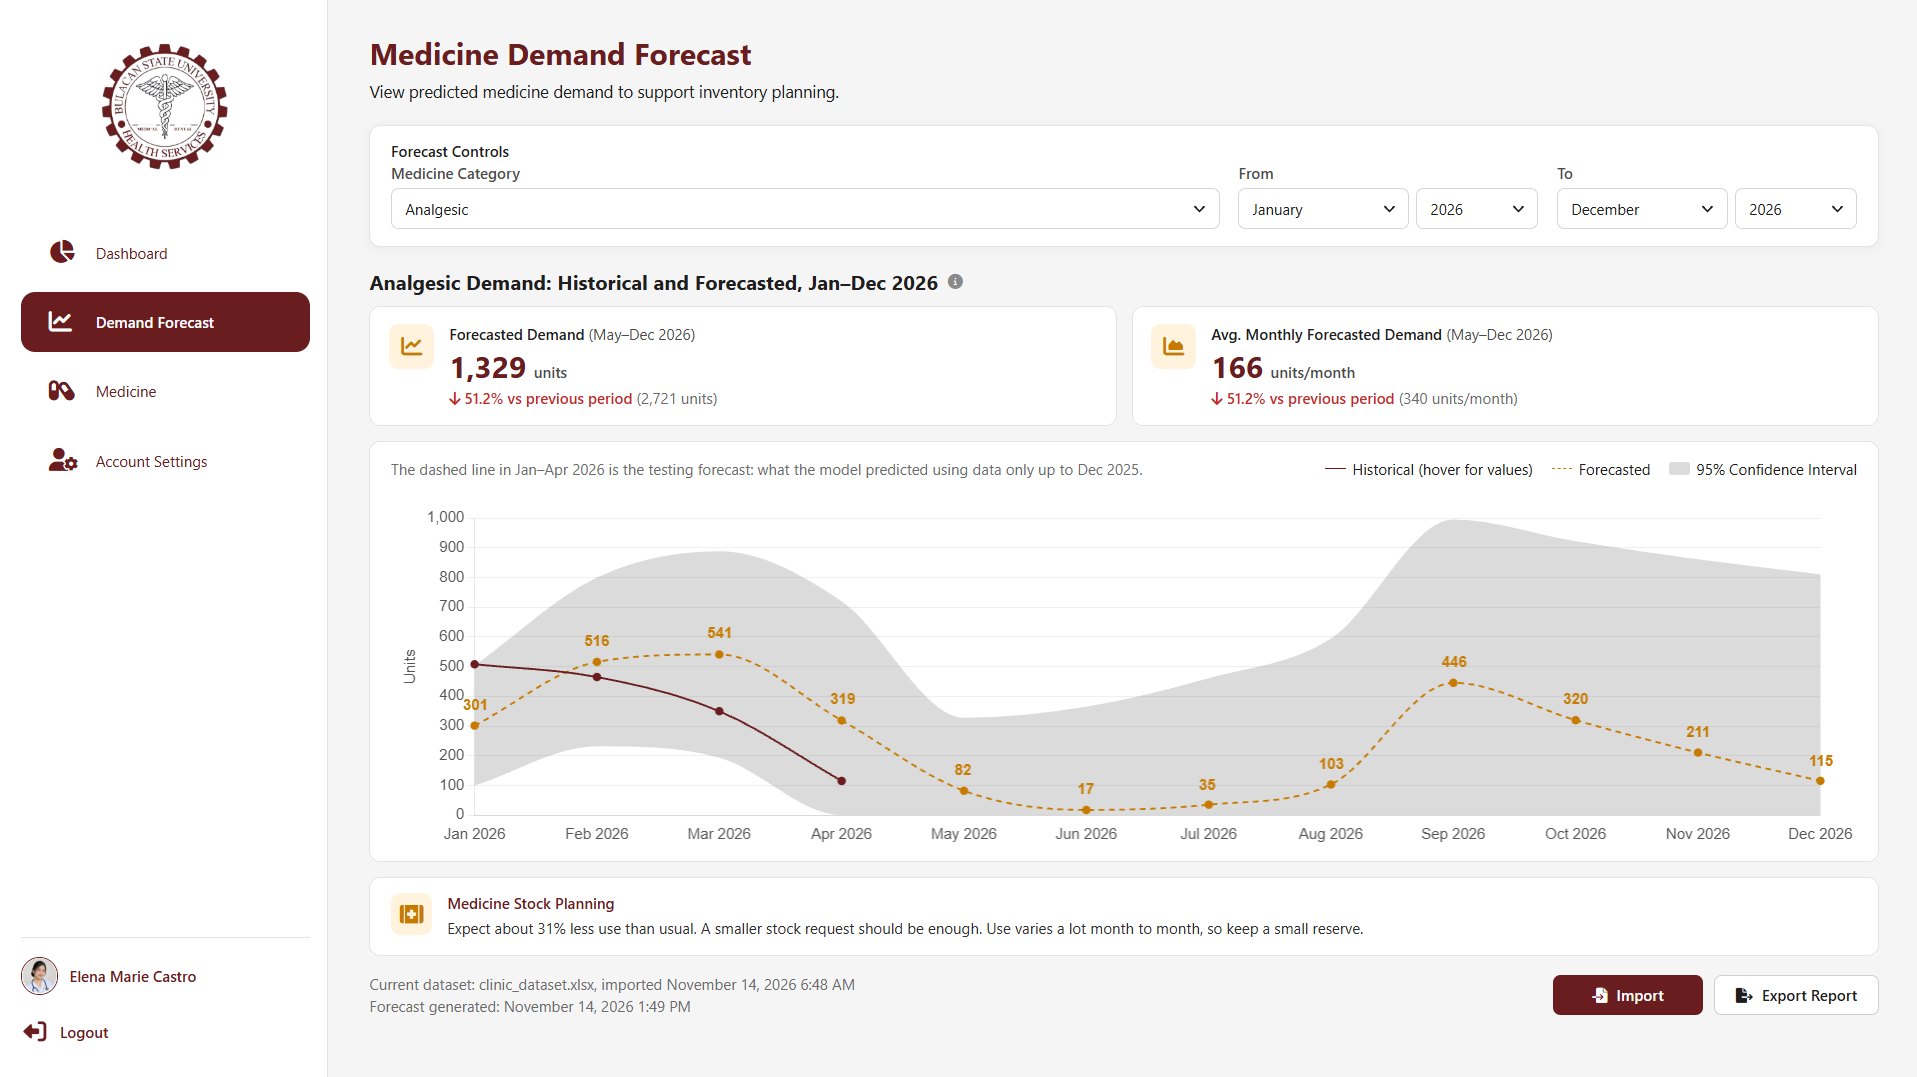 BULACAN STATE UNIVERSITY
MEDICAL DENTAL
HEALTH SERVICES
Dashboard
Demand Forecast
Medicine
Account Settings
Elena Marie Castro
Logout
Medicine Demand Forecast
View predicted medicine demand to support inventory planning.
Forecast Controls
Medicine Category From To
Analgesic January 2026 December 2026
Analgesic Demand: Historical and Forecasted, Jan–Dec 2026
Forecasted Demand (May–Dec 2026)
1,329 units
51.2% vs previous period (2,721 units)
Avg. Monthly Forecasted Demand (May–Dec 2026)
166 units/month
51.2% vs previous period (340 units/month)
The dashed line in Jan–Apr 2026 is the testing forecast: what the model predicted using data only up to Dec 2025.
Historical (hover for values) Forecasted 95% Confidence Interval
Units
1,000
900
800
700
600
500
400
300
200
100
0
301 516 541 319 82 17 35 103 446 320 211 115
Jan 2026 Feb 2026 Mar 2026 Apr 2026 May 2026 Jun 2026 Jul 2026 Aug 2026 Sep 2026 Oct 2026 Nov 2026 Dec 2026
Medicine Stock Planning
Expect about 31% less use than usual. A smaller stock request should be enough. Use varies a lot month to month, so keep a small reserve.
Current dataset: clinic_dataset.xlsx, imported November 14, 2026 6:48 AM
Forecast generated: November 14, 2026 1:49 PM
Import
Export Report